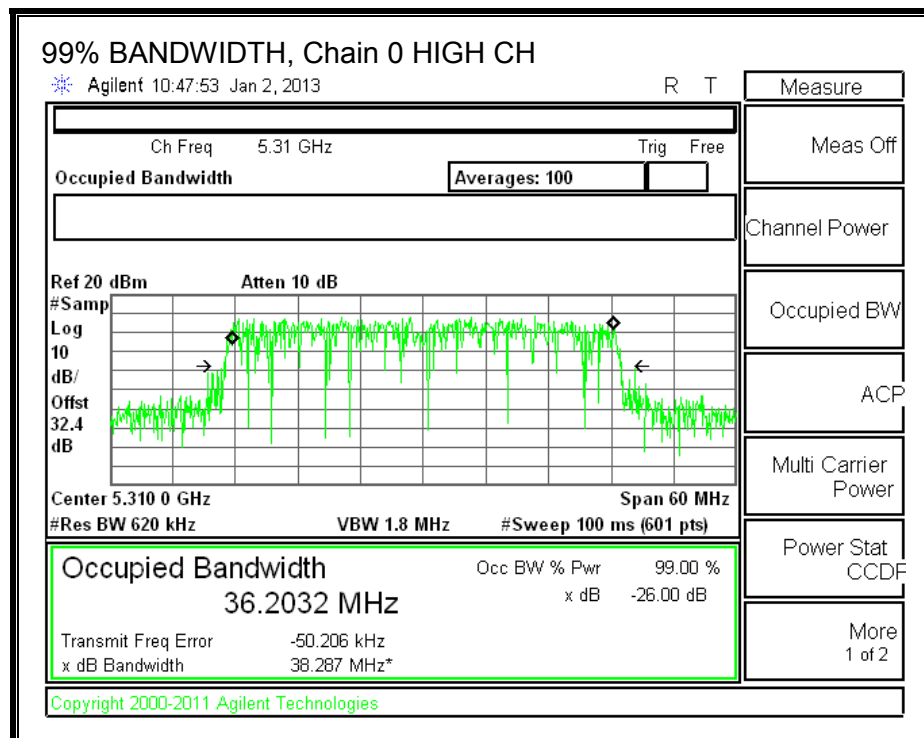 99% BANDWIDTH, Chain 0 HIGH CH
Agilent 10:47:53 Jan 2, 2013 R T
Ch Freq 5.31 GHz Trig Free
Occupied Bandwidth Averages: 100
Ref 20 dBm Atten 10 dB
#Samp
Log
10
dB/
Offst
32.4
dB
Center 5.310 0 GHz Span 60 MHz
#Res BW 620 kHz VBW 1.8 MHz #Sweep 100 ms (601 pts)
Occupied Bandwidth Occ BW % Pwr 99.00 %
36.2032 MHz x dB -26.00 dB
Transmit Freq Error -50.206 kHz
x dB Bandwidth 38.287 MHz*
Copyright 2000-2011 Agilent Technologies
Measure
Meas Off
Channel Power
Occupied BW
ACP
Multi Carrier
Power
Power Stat
CCDF
More
1 of 2